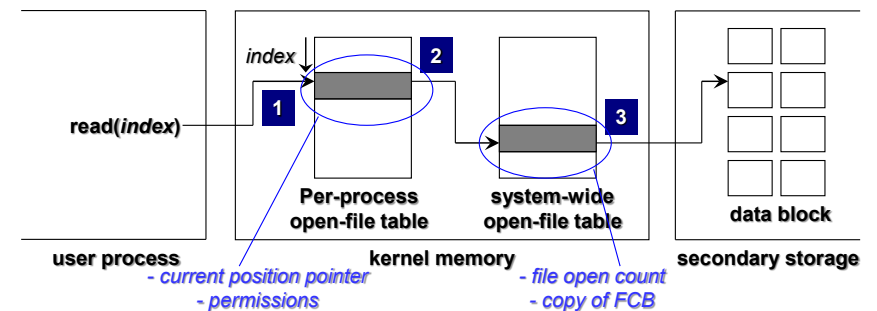 index
2
1
3
read(index)
Per-process
open-file table
system-wide
open-file table
data block
user process
kernel memory
secondary storage
- current position pointer
- permissions
- file open count
- copy of FCB